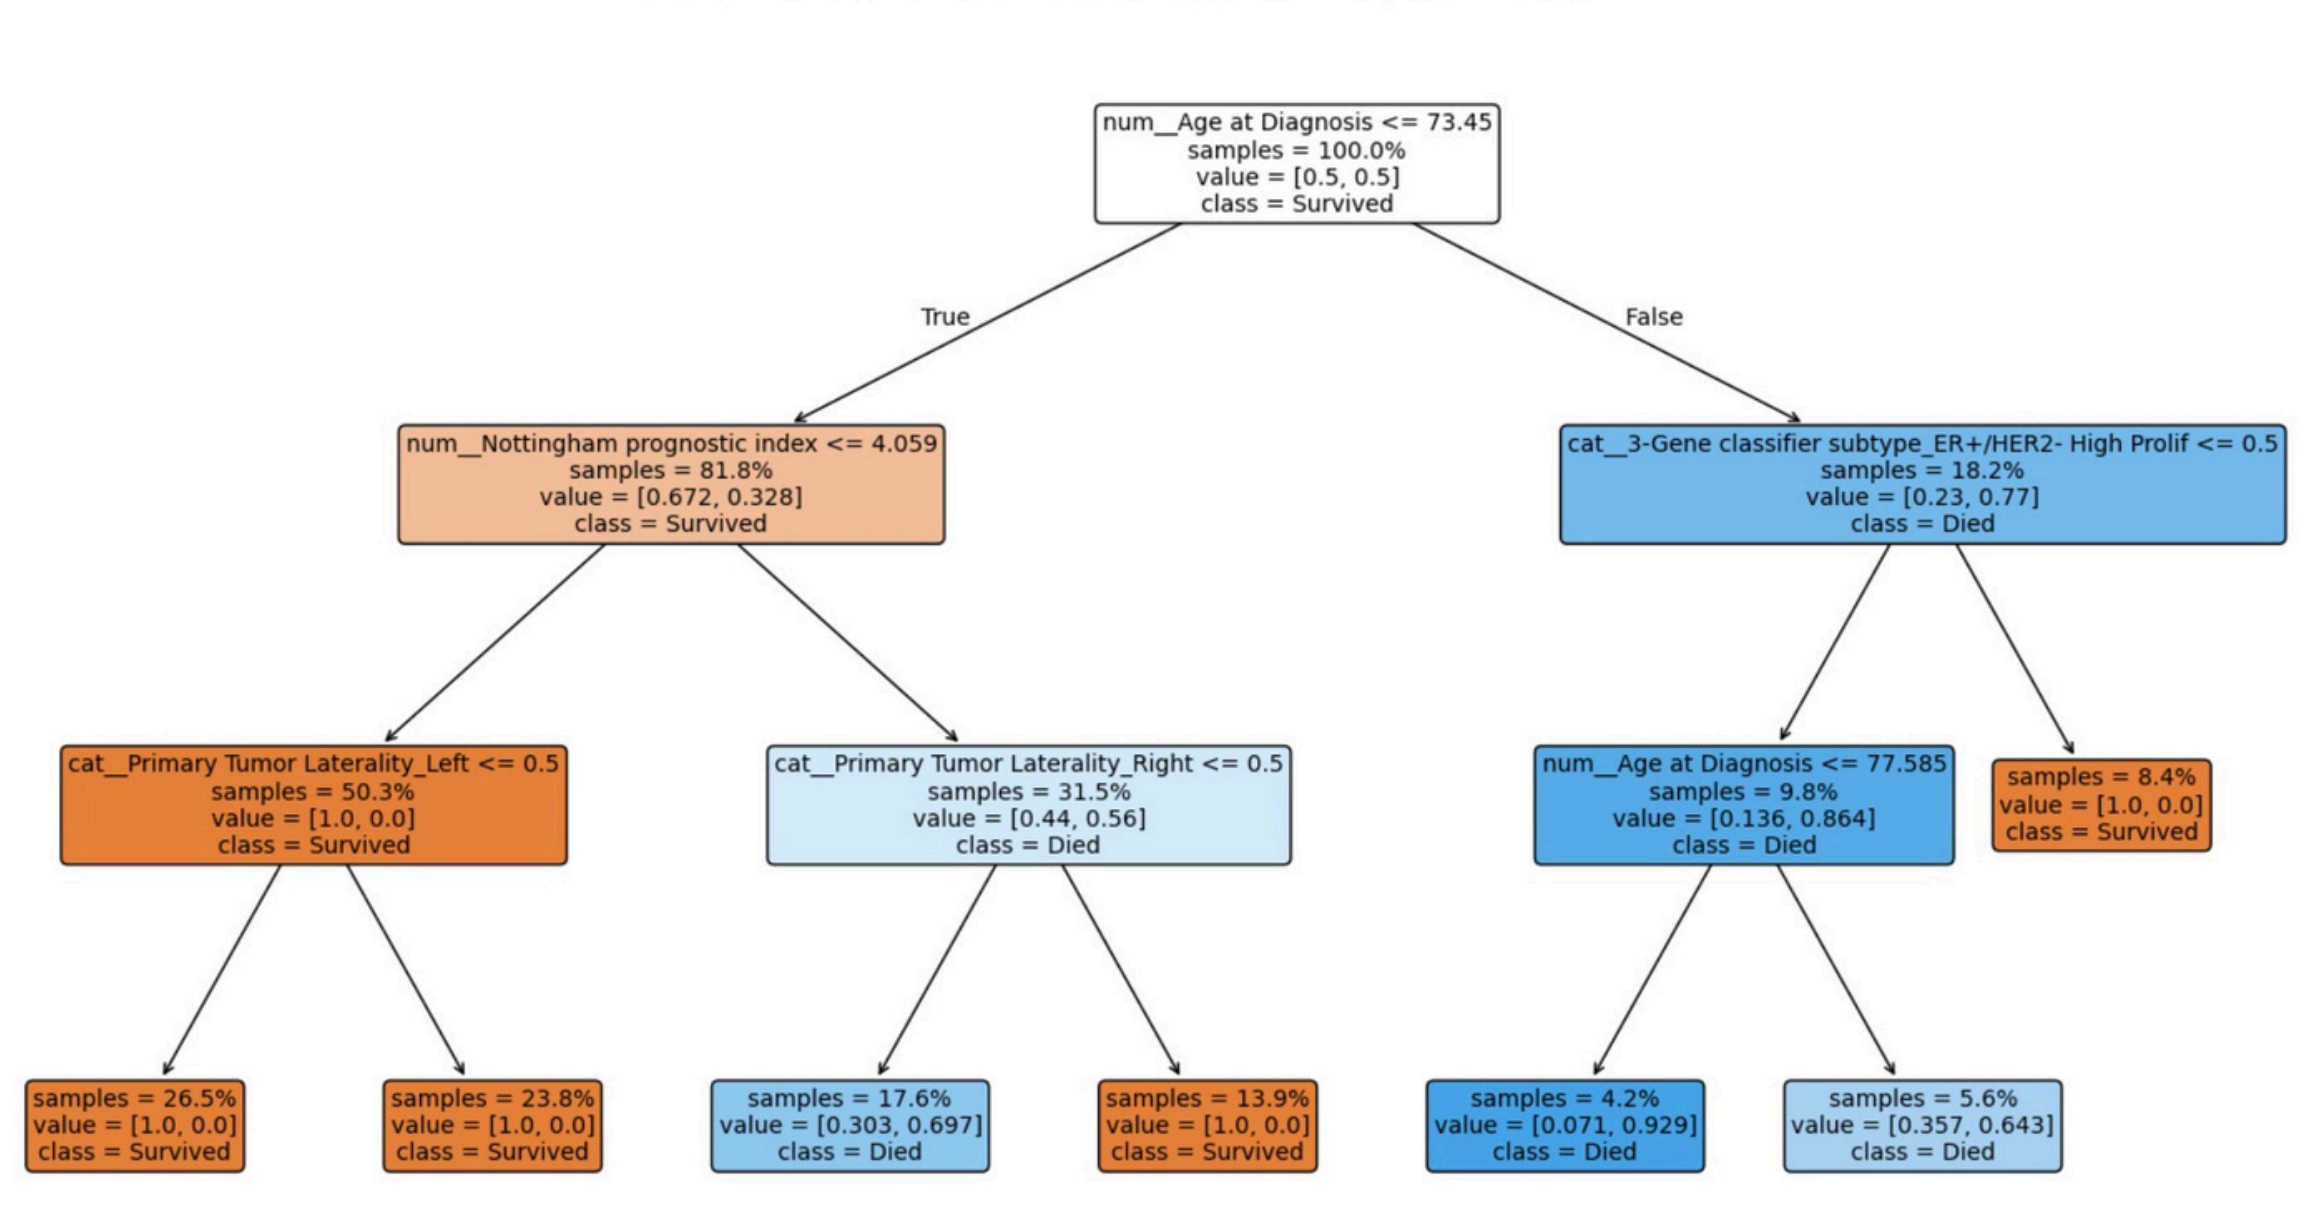 num__Age at Diagnosis <= 73.45
samples = 100.0%
value = [0.5, 0.5]
class = Survived
True
False
num__Nottingham prognostic index <= 4.059
samples = 81.8%
value = [0.672, 0.328]
class = Survived
cat__3-Gene classifier subtype_ER+/HER2- High Prolif <= 0.5
samples = 18.2%
value = [0.23, 0.77]
class = Died
cat__Primary Tumor Laterality_Left <= 0.5
samples = 50.3%
value = [1.0, 0.0]
class = Survived
cat__Primary Tumor Laterality_Right <= 0.5
samples = 31.5%
value = [0.44, 0.56]
class = Died
num__Age at Diagnosis <= 77.585
samples = 9.8%
value = [0.136, 0.864]
class = Died
samples = 8.4%
value = [1.0, 0.0]
class = Survived
samples = 26.5%
value = [1.0, 0.0]
class = Survived
samples = 23.8%
value = [1.0, 0.0]
class = Survived
samples = 17.6%
value = [0.303, 0.697]
class = Died
samples = 13.9%
value = [1.0, 0.0]
class = Survived
samples = 4.2%
value = [0.071, 0.929]
class = Died
samples = 5.6%
value = [0.357, 0.643]
class = Died